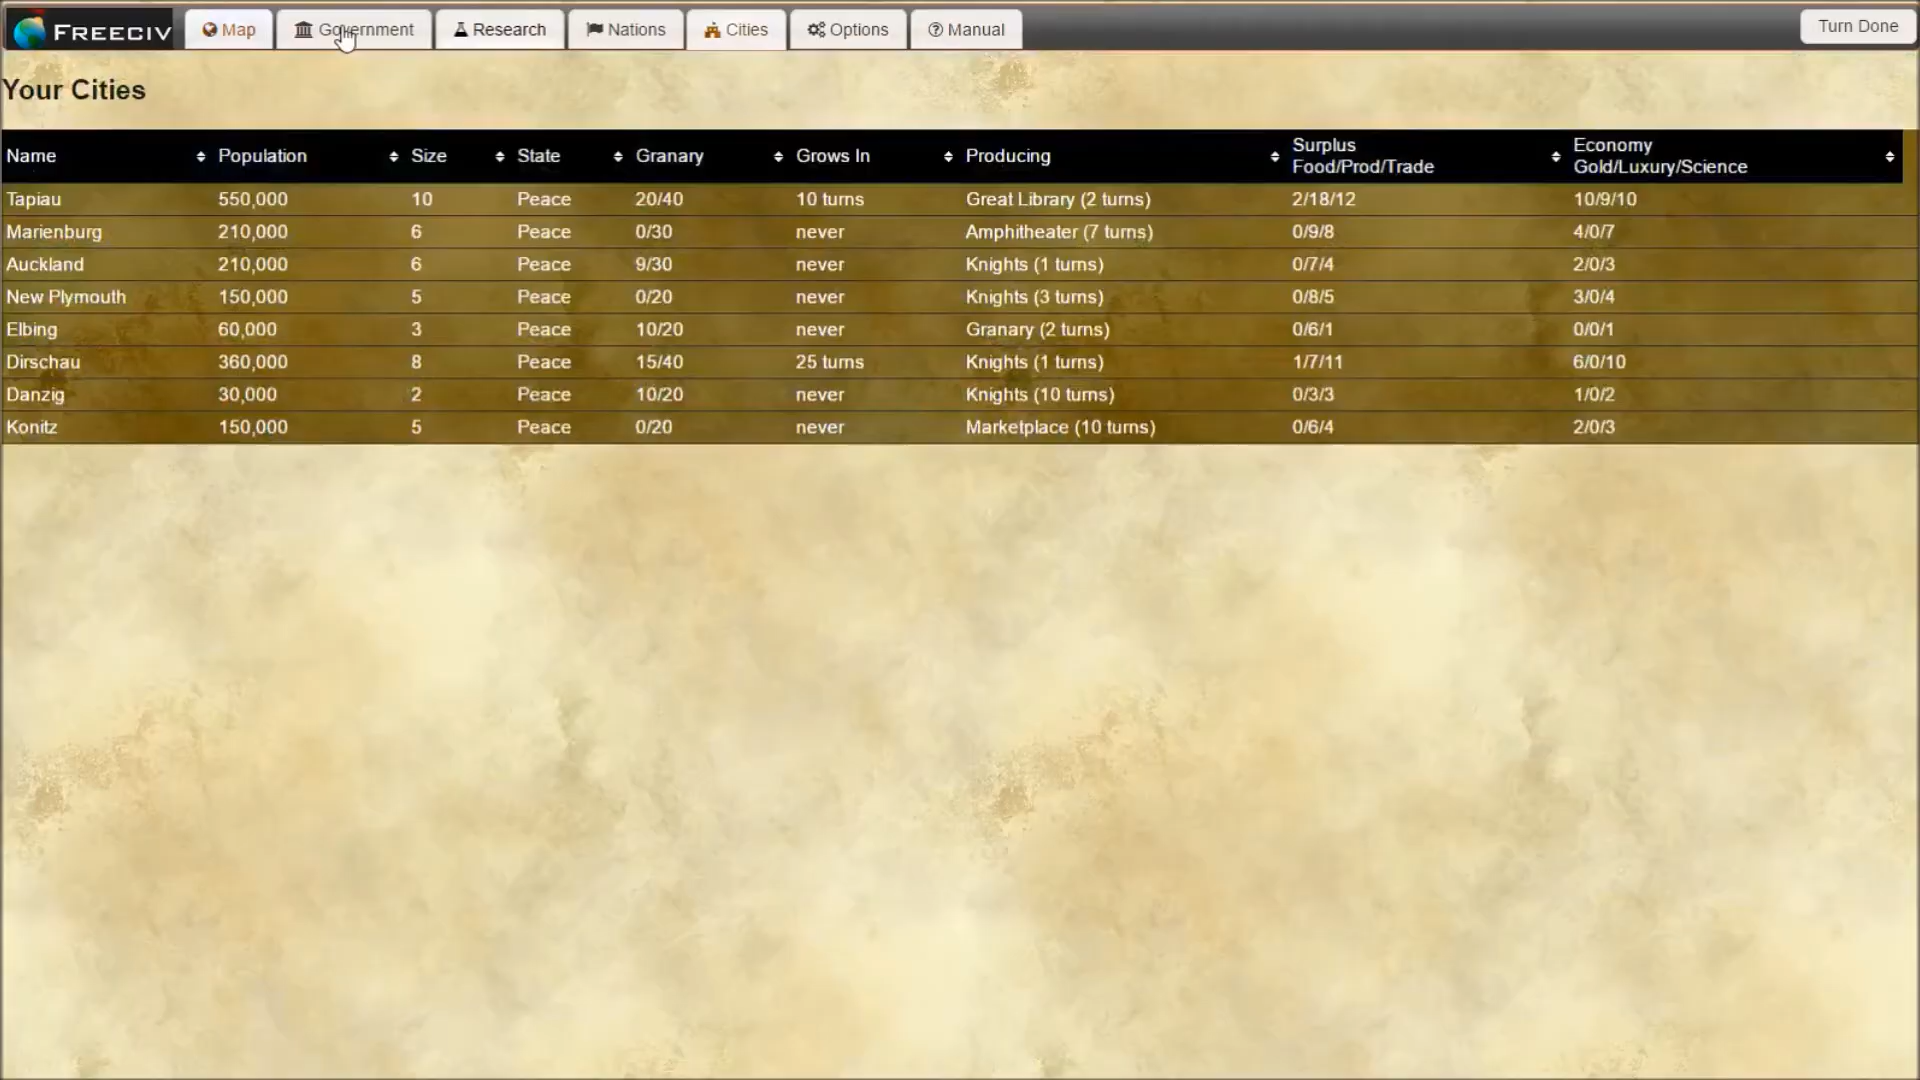 FREECIV Map Government Research Nations Cities Options Manual Turn Done
Your Cities
Name Population Size State Granary Grows In Producing Surplus Food/Prod/Trade Economy Gold/Luxury/Science
Tapiau 550,000 10 Peace 20/40 10 turns Great Library (2 turns) 2/18/12 10/9/10
Marienburg 210,000 6 Peace 0/30 never Amphitheater (7 turns) 0/9/8 4/0/7
Auckland 210,000 6 Peace 9/30 never Knights (1 turns) 0/7/4 2/0/3
New Plymouth 150,000 5 Peace 0/20 never Knights (3 turns) 0/8/5 3/0/4
Elbing 60,000 3 Peace 10/20 never Granary (2 turns) 0/6/1 0/0/1
Dirschau 360,000 8 Peace 15/40 25 turns Knights (1 turns) 1/7/11 6/0/10
Danzig 30,000 2 Peace 10/20 never Knights (10 turns) 0/3/3 1/0/2
Konitz 150,000 5 Peace 0/20 never Marketplace (10 turns) 0/6/4 2/0/3